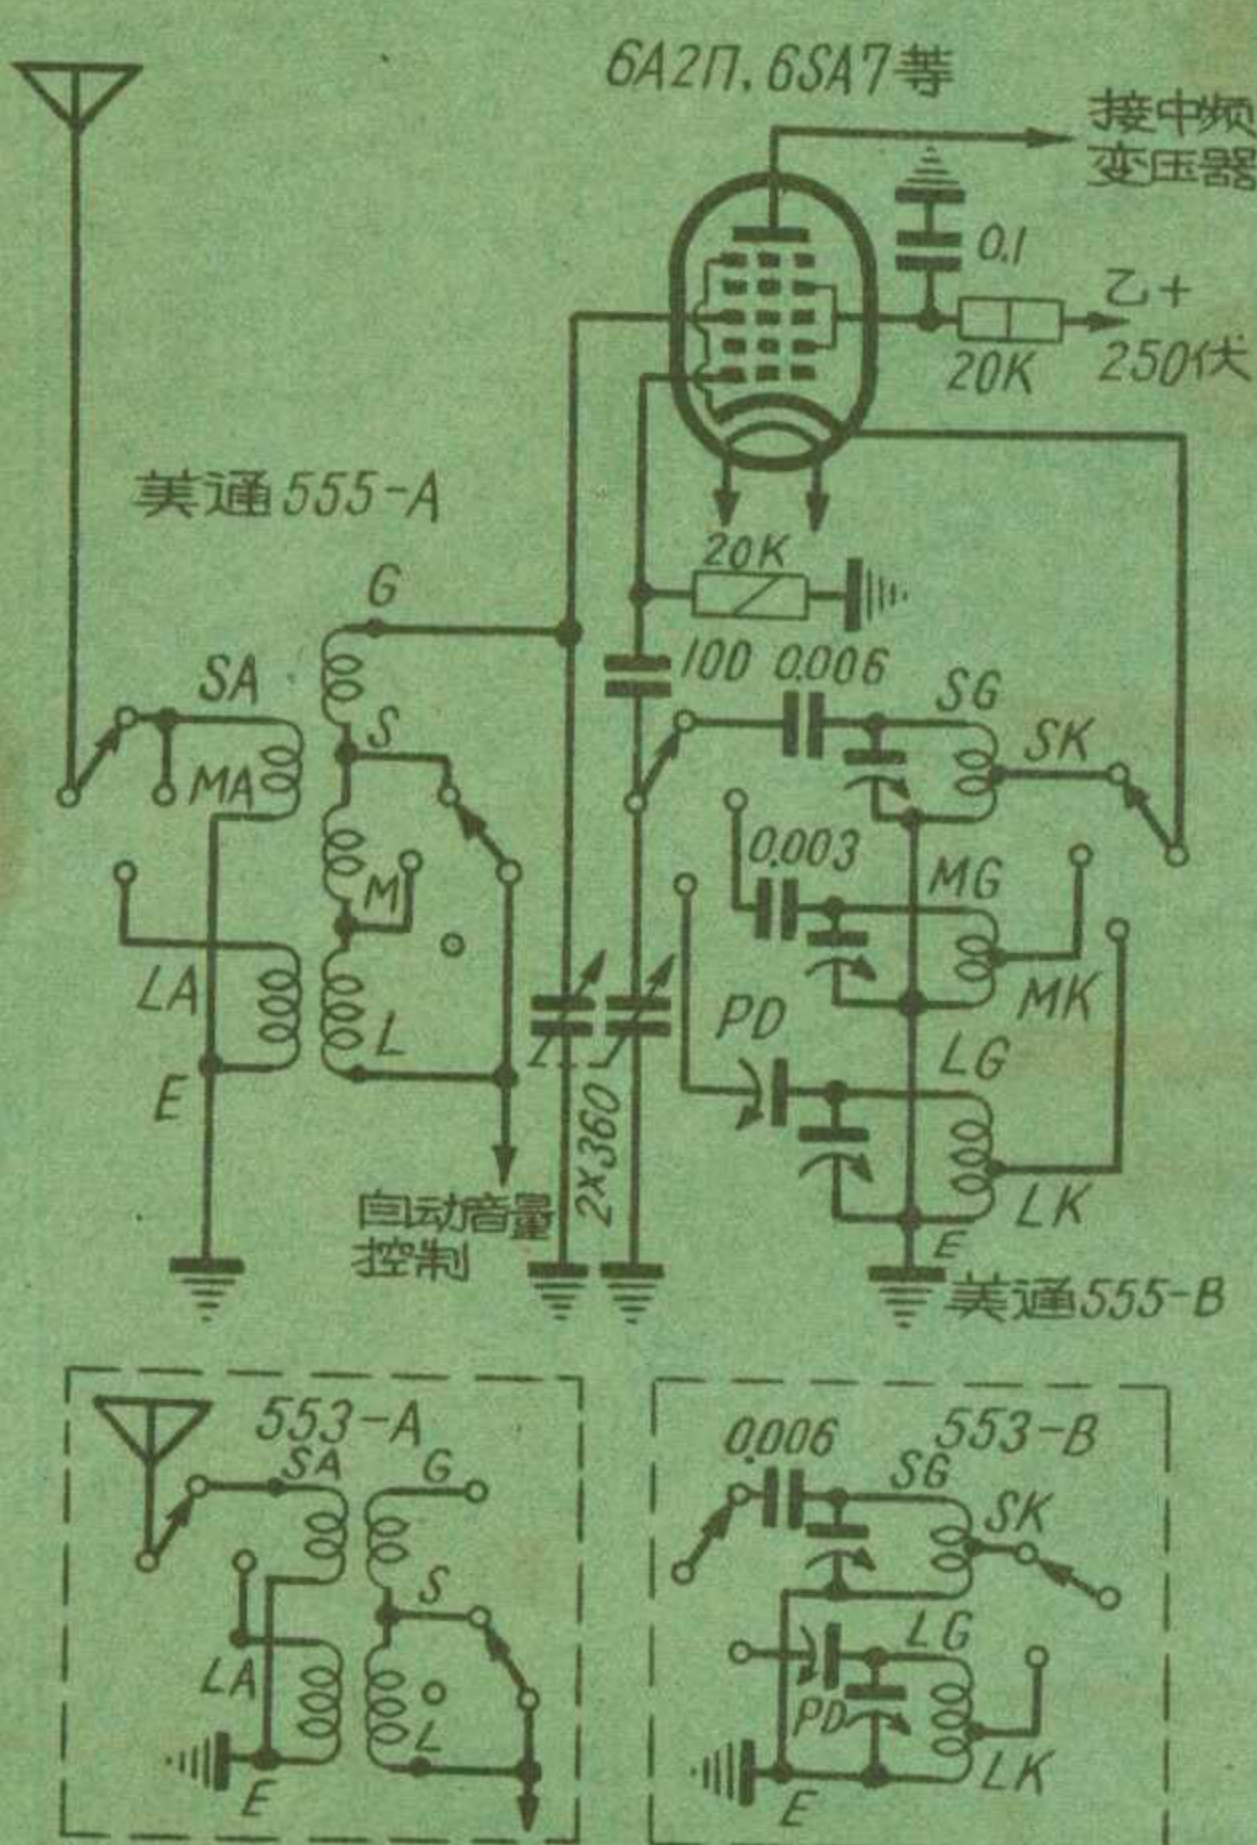 6А2П, 6SA7等
接中频
变压器
0.1
乙+
20K
250伏
美通555-A
20K
G
100
0.006
SA
SG
S
SK
MA
0.003
M
MG
LA
PD
MK
L
LG
E
2×360
LK
自动音量
控制
E
美通555-B
553-A
SA
G
S
LA
L
E
0.006
553-B
SG
SK
LG
PD
LK
E